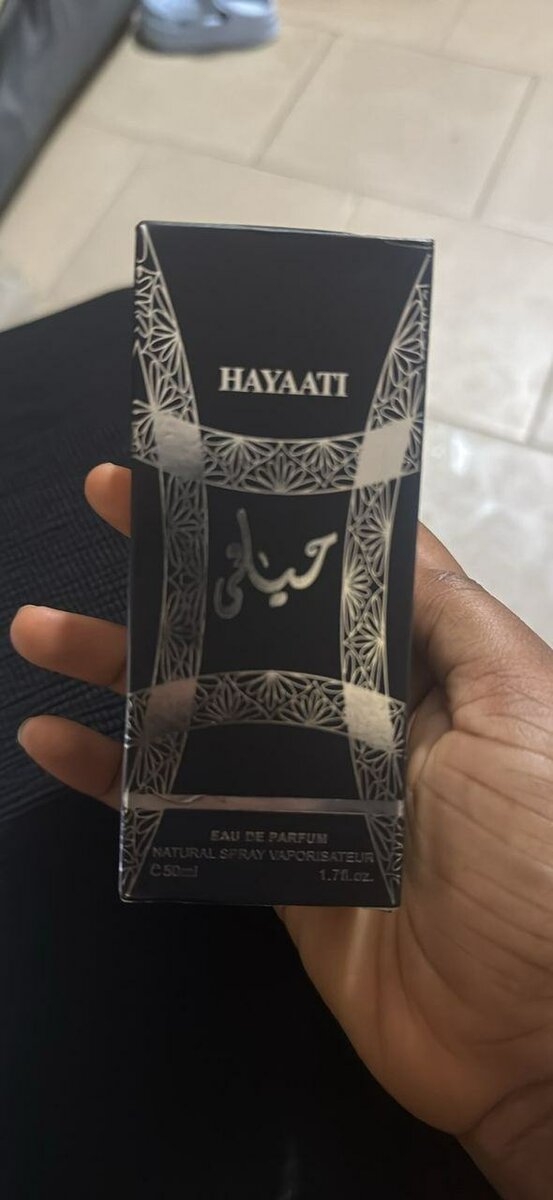 HAYAATI
حياتي
EAU DE PARFUM
NATURAL SPRAY VAPORISATEUR
℮ 50ml 1.7fl.oz.